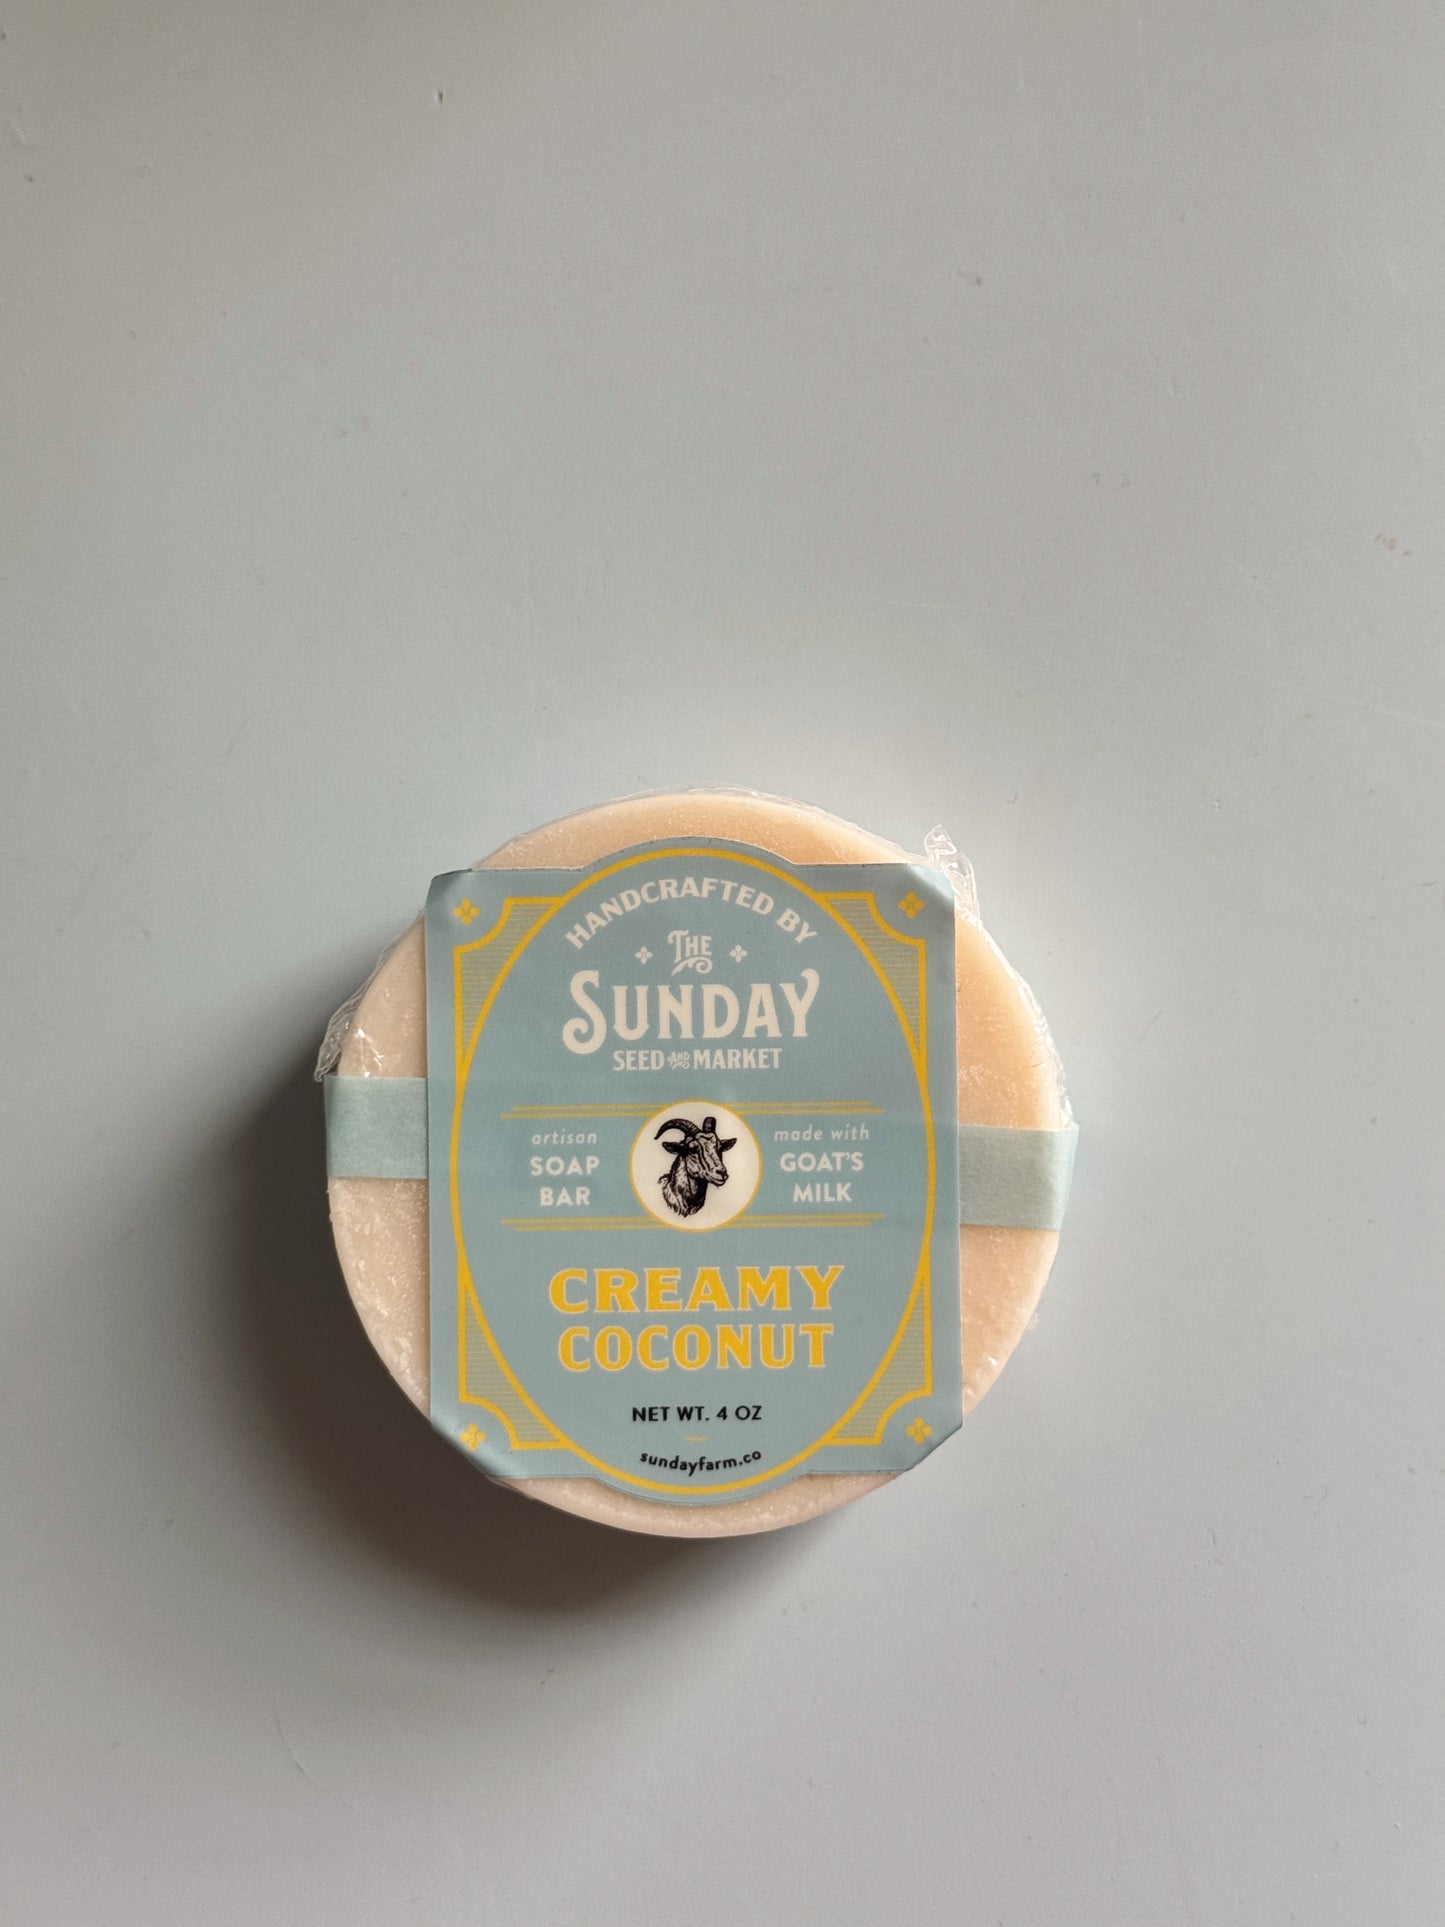 HANDCRAFTED BY
THE
SUNDAY
SEED AND MARKET
artisan
SOAP
BAR
made with
GOAT'S
MILK
CREAMY
COCONUT
NET WT. 4 OZ
sundayfarm.co